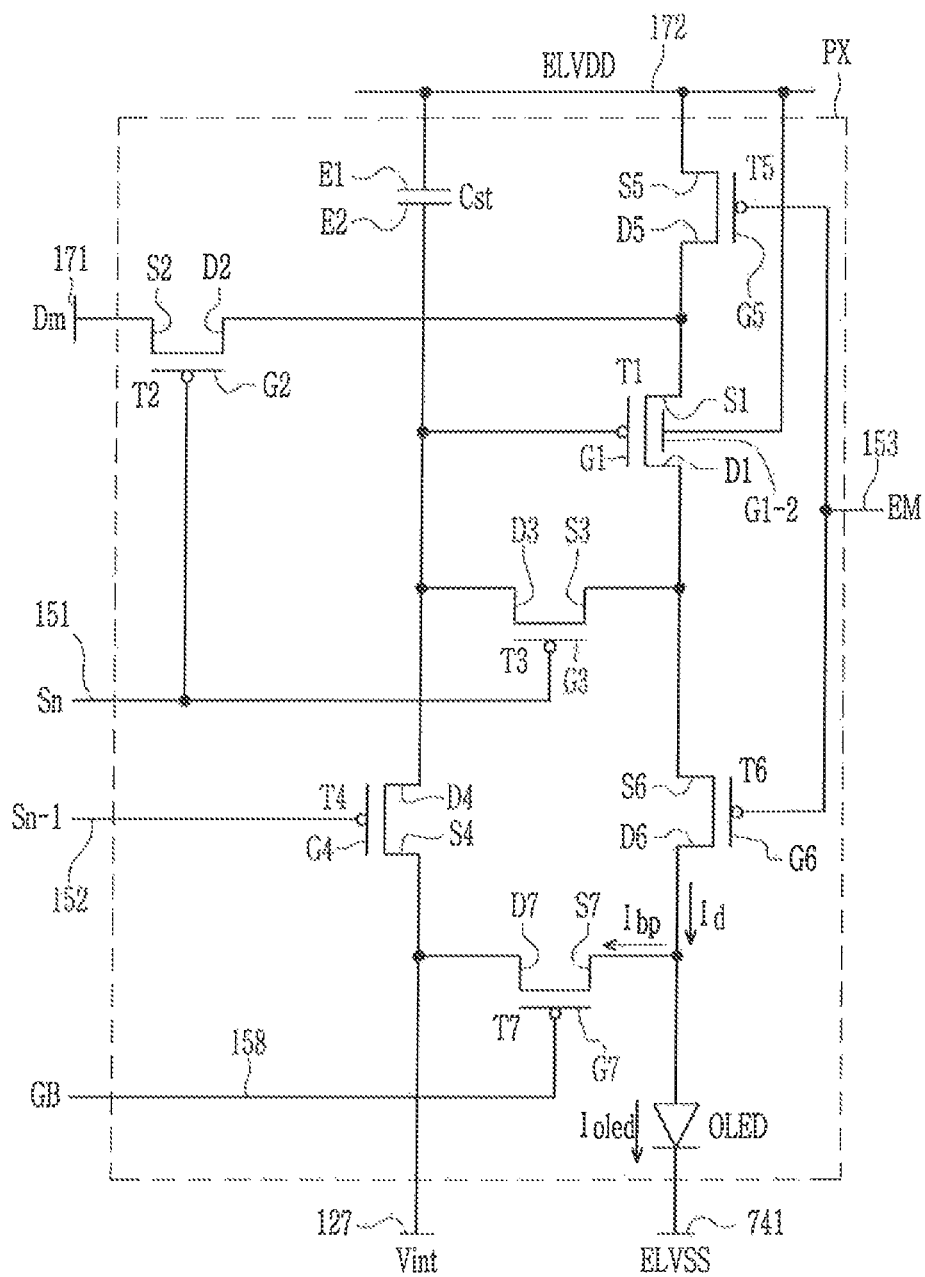 172
PX
ELVDD
E1
Cst
E2
S5
T5
D5
G5
171
S2
D2
Dm
T2
G2
T1
S1
G1
D1
G1-2
153
EM
D3
S3
151
T3
G3
Sn
T4
D4
S6
T6
Sn-1
G4
S4
D6
G6
152
D7
S7
Ibp
Id
T7
G7
158
GB
Ioled
OLED
127
741
Vint
ELVSS